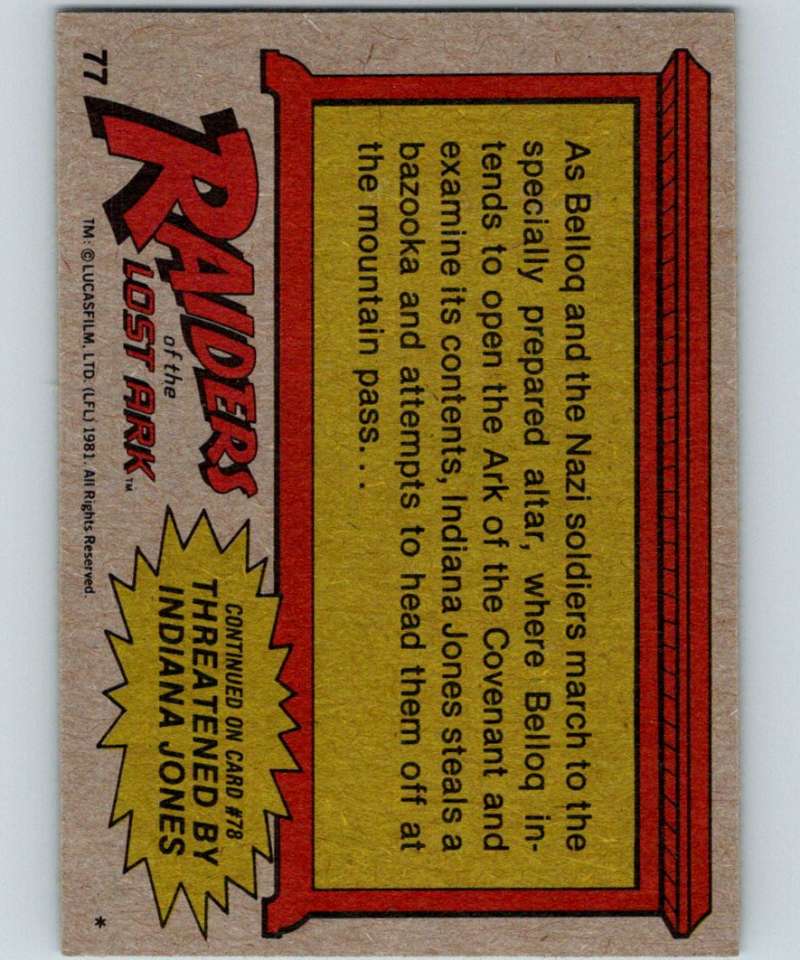 As Belloq and the Nazi soldiers march to the
specially prepared altar, where Belloq in-
tends to open the Ark of the Covenant and
examine its contents, Indiana Jones steals a
bazooka and attempts to head them off at
the mountain pass...
77
RAIDERS
of the
LOST ARK™
TM: © LUCASFILM, LTD. (LFL) 1981. All Rights Reserved.
CONTINUED ON CARD #78
THREATENED BY
INDIANA JONES
*